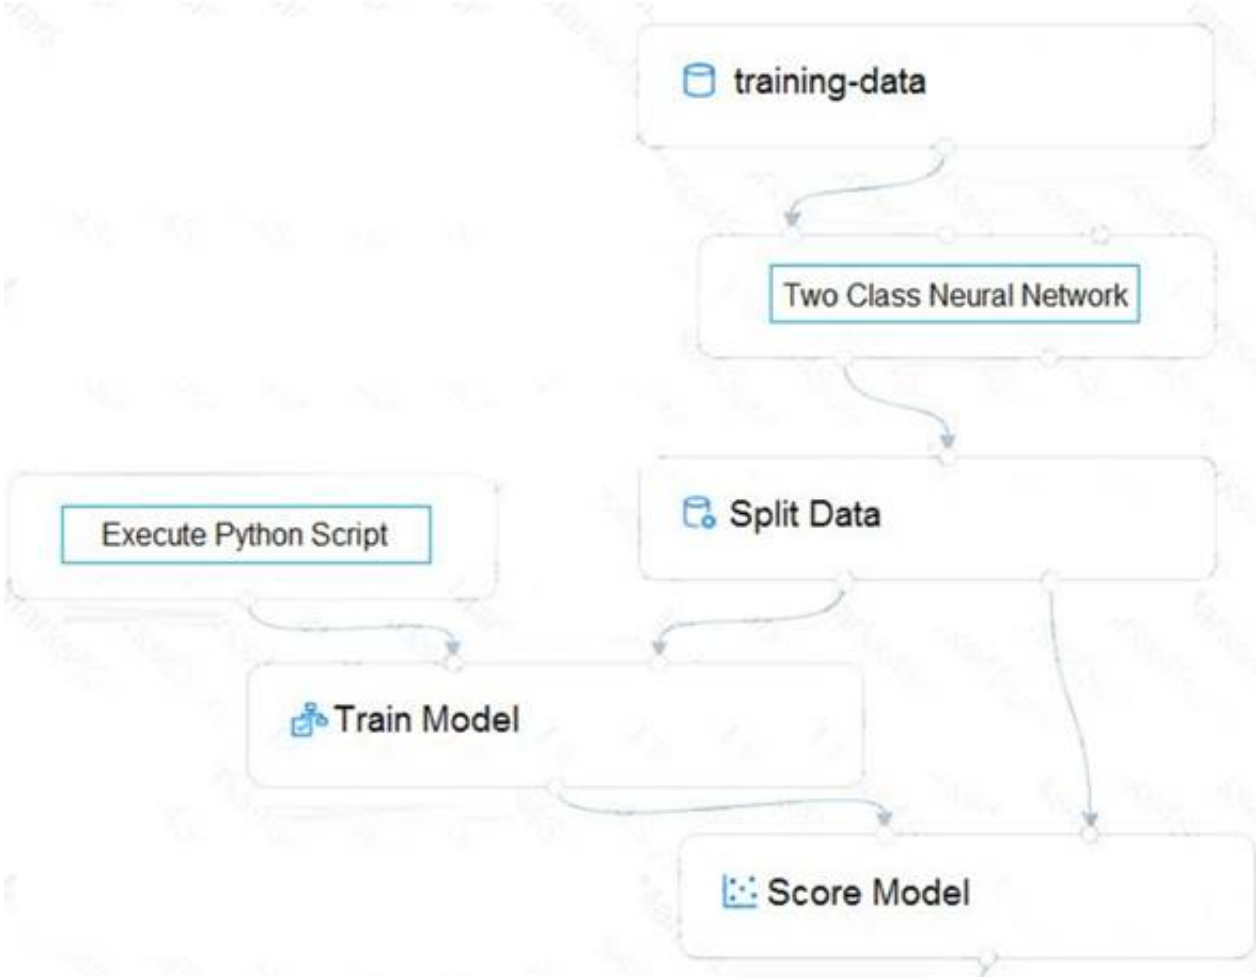 training-data
Two Class Neural Network
Split Data
Execute Python Script
Train Model
Score Model